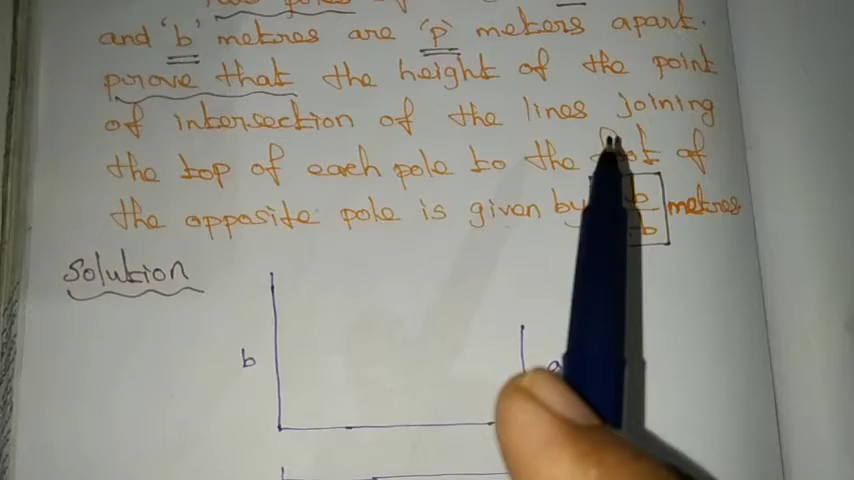 and 'b' metres are 'p' meters apart.
prove that the height of the point
of intersection of the lines joining
the top of each pole to the of
the opposite pole is given by b metres.
b
Solution
b
a